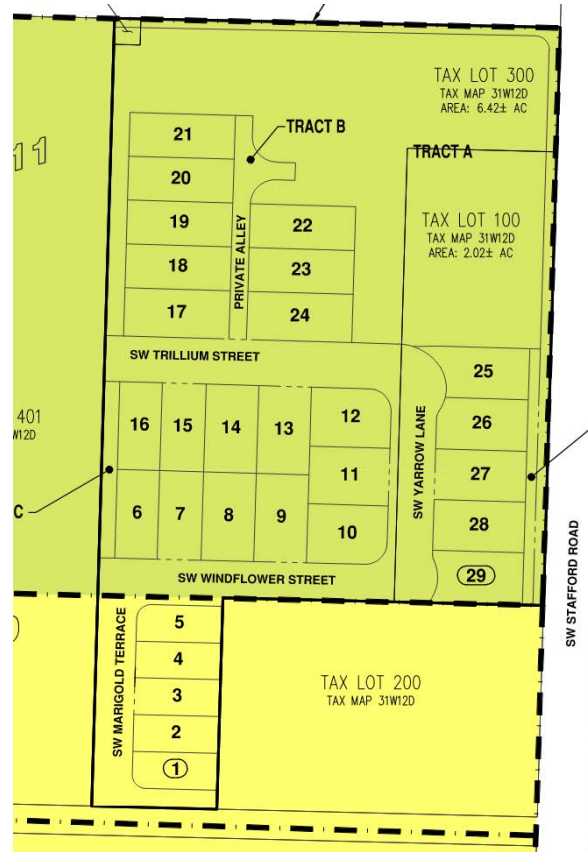 TAX LOT 300
TAX MAP 31W12D
AREA: 6.42± AC
TRACT B
TRACT A
11
21
20
19
18
17
PRIVATE ALLEY
22
23
24
TAX LOT 100
TAX MAP 31W12D
AREA: 2.02± AC
SW TRILLIUM STREET
25
26
27
28
29
SW YARROW LANE
401
W12D
16
15
14
13
12
11
10
6
7
8
9
C
SW WINDFLOWER STREET
SW STAFFORD ROAD
SW MARIGOLD TERRACE
5
4
3
2
1
TAX LOT 200
TAX MAP 31W12D